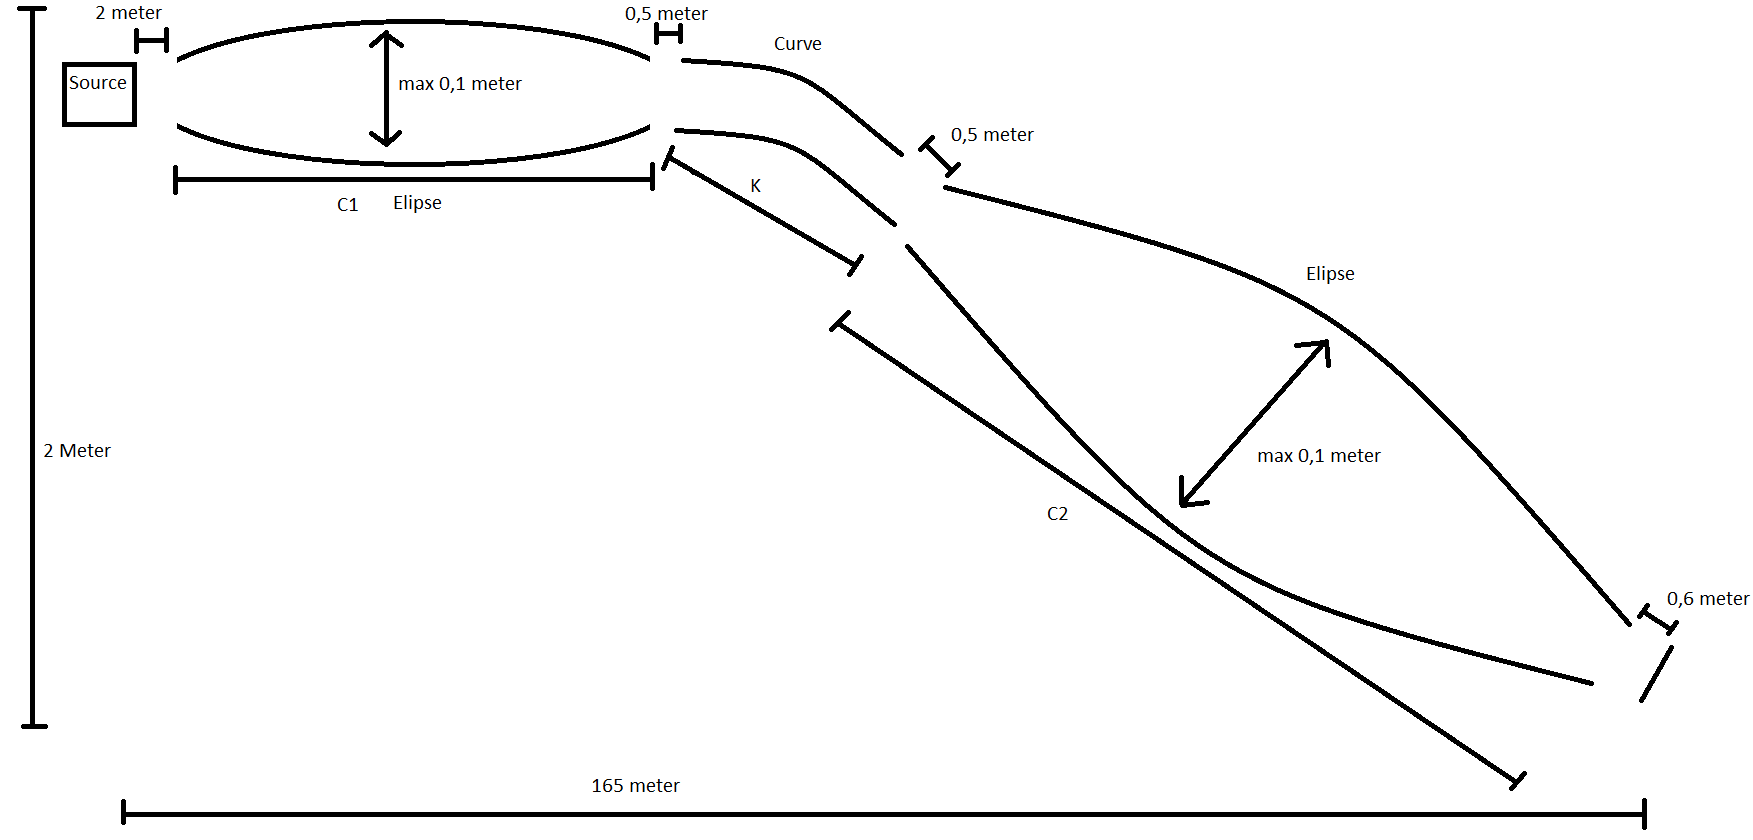 2 meter
0,5 meter
Curve
Source
max 0,1 meter
0,5 meter
K
C1 Elipse
Elipse
2 Meter
max 0,1 meter
C2
0,6 meter
165 meter